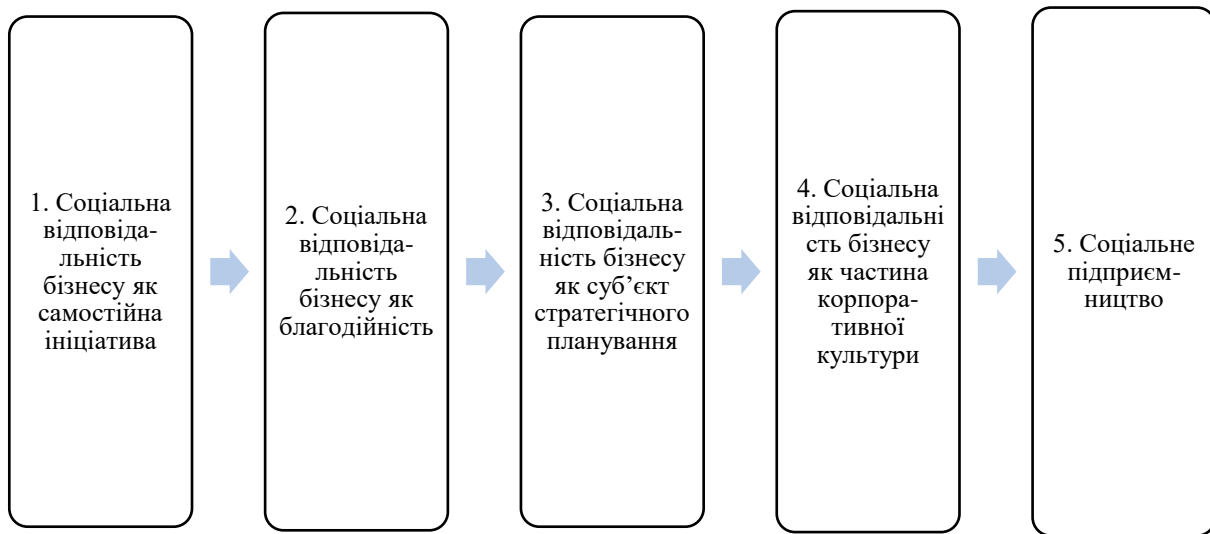 1. Соціальна
відповіда-
льність
бізнесу як
самостійна
ініціатива
2. Соціальна
відповіда-
льність
бізнесу як
благодійність
3. Соціальна
відповідаль-
ність бізнесу
як суб’єкт
стратегічного
планування
4. Соціальна
відповідальні
сть бізнесу
як частина
корпора-
тивної
культури
5. Соціальне
підприєм-
ництво